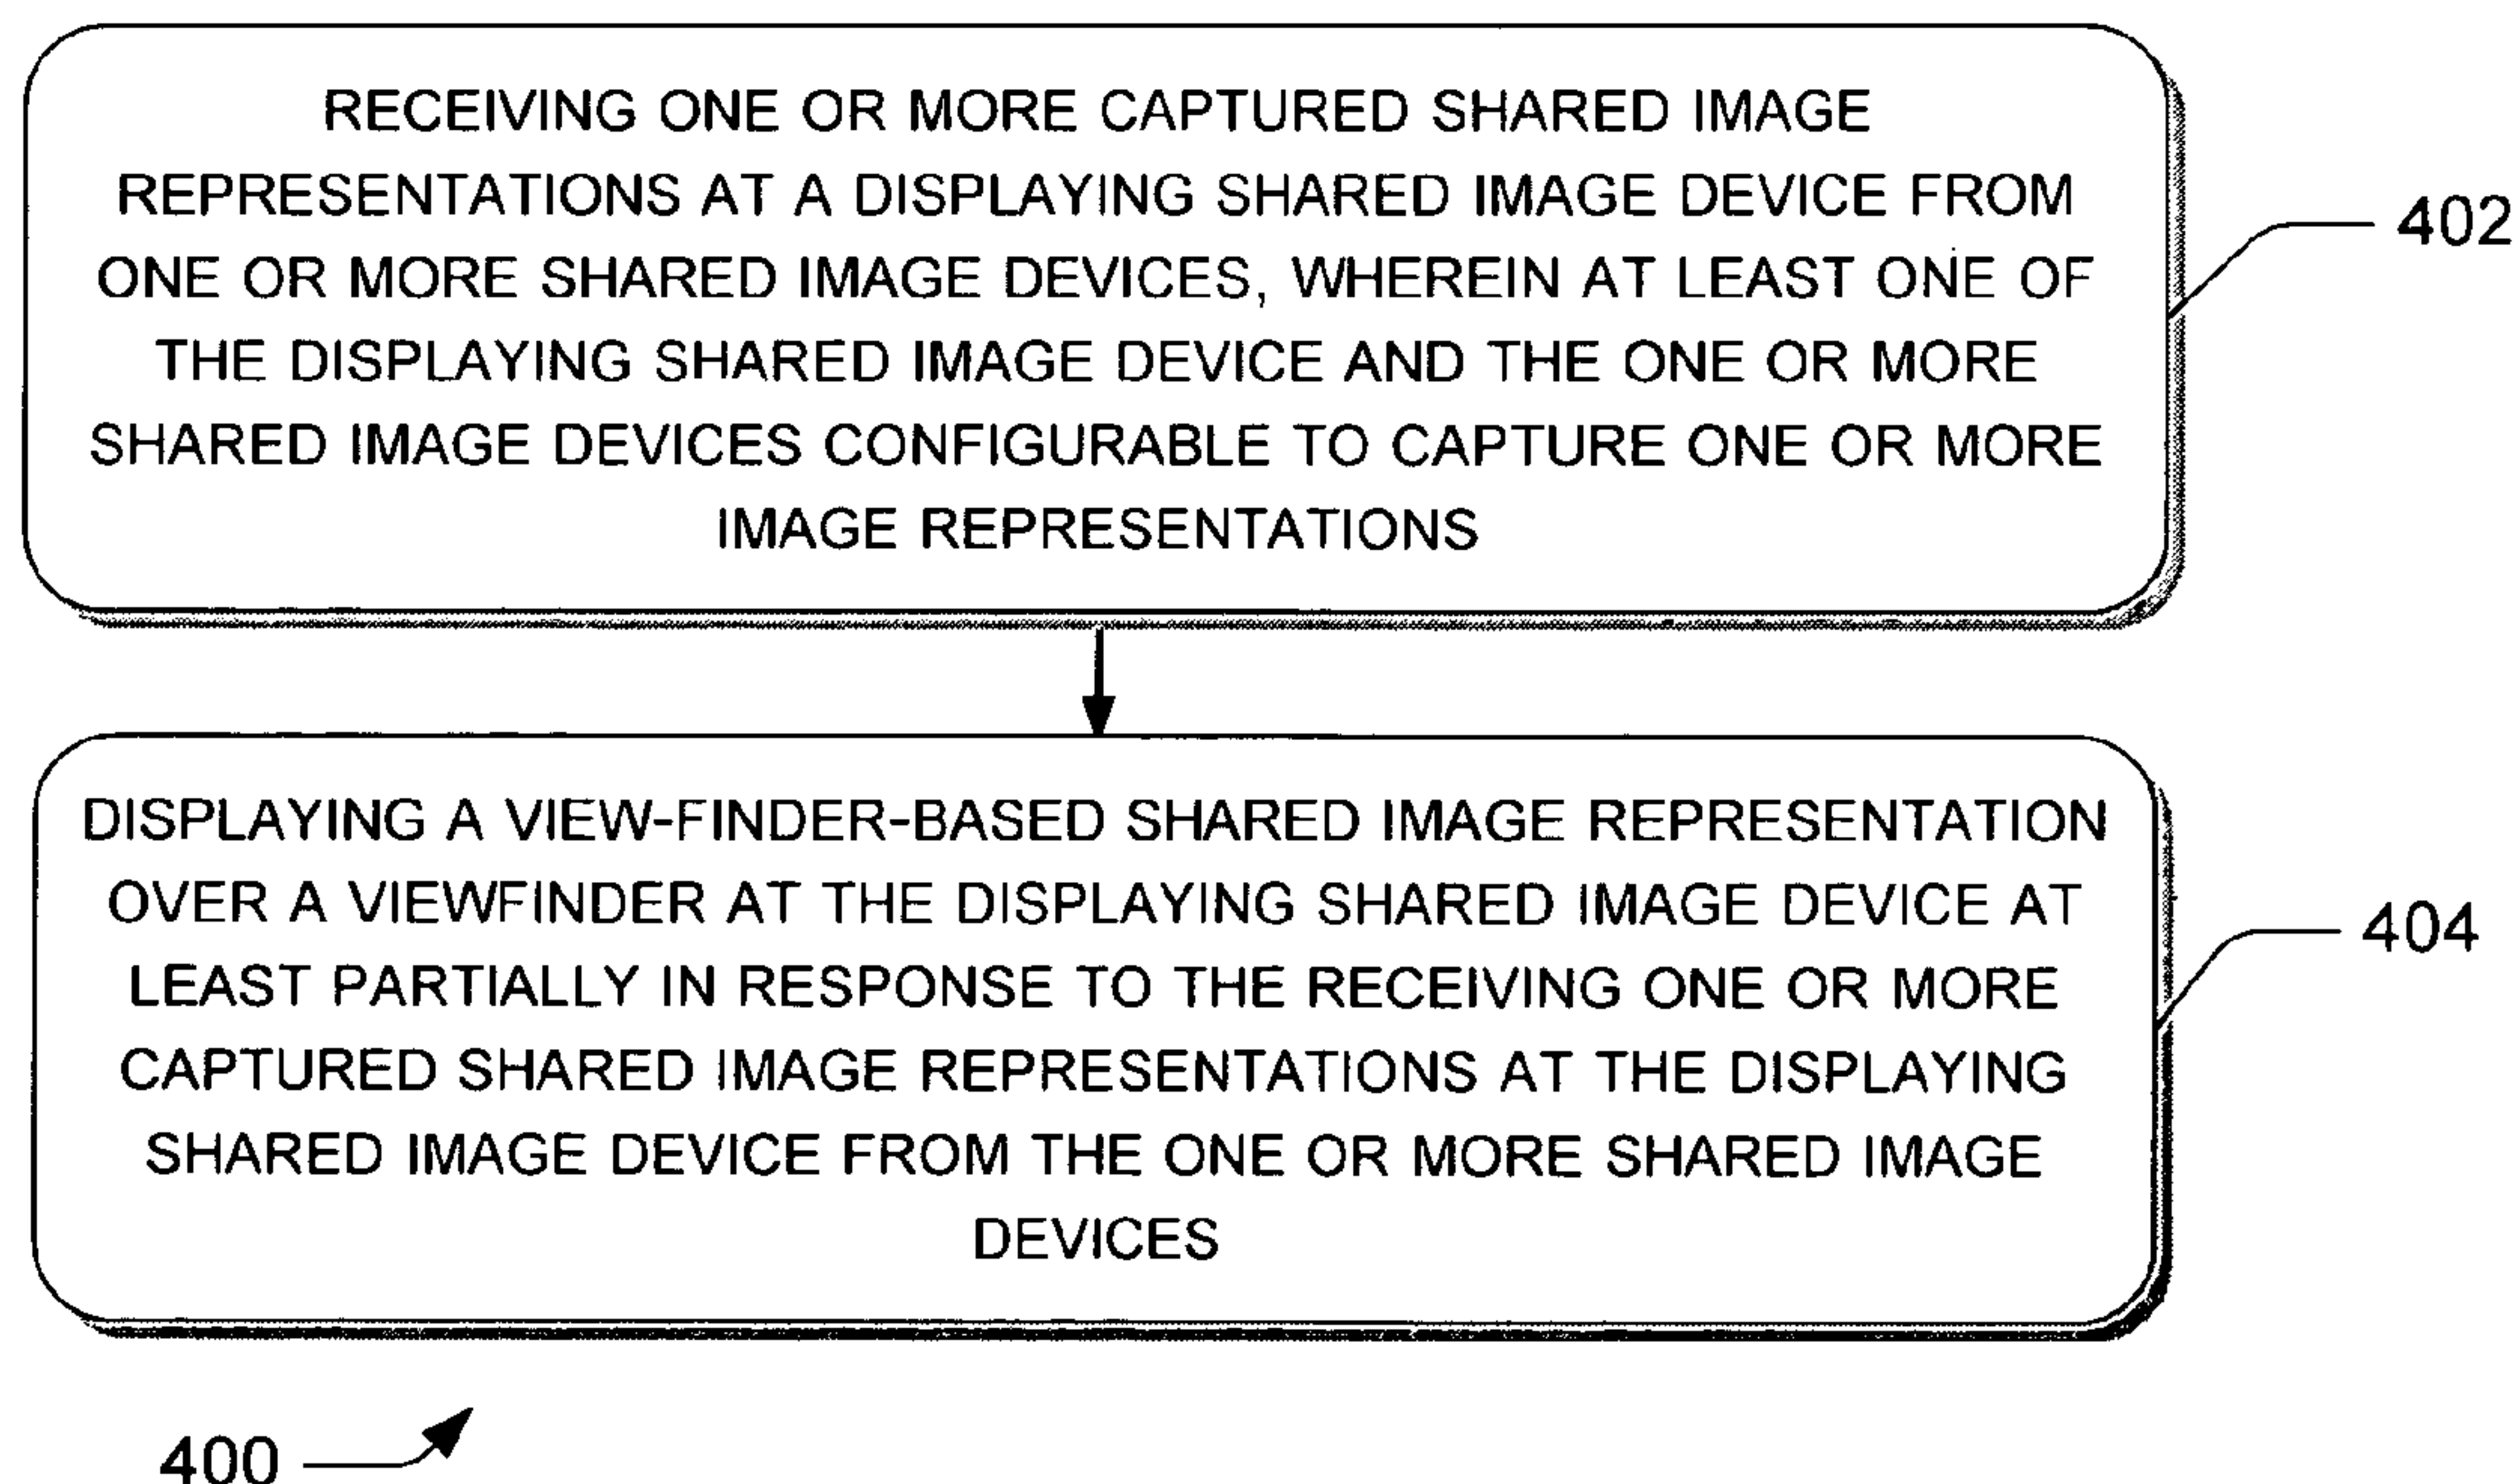 RECEIVING ONE OR MORE CAPTURED SHARED IMAGE
REPRESENTATIONS AT A DISPLAYING SHARED IMAGE DEVICE FROM
ONE OR MORE SHARED IMAGE DEVICES, WHEREIN AT LEAST ONE OF
THE DISPLAYING SHARED IMAGE DEVICE AND THE ONE OR MORE
SHARED IMAGE DEVICES CONFIGURABLE TO CAPTURE ONE OR MORE
IMAGE REPRESENTATIONS
402
DISPLAYING A VIEW-FINDER-BASED SHARED IMAGE REPRESENTATION
OVER A VIEWFINDER AT THE DISPLAYING SHARED IMAGE DEVICE AT
LEAST PARTIALLY IN RESPONSE TO THE RECEIVING ONE OR MORE
CAPTURED SHARED IMAGE REPRESENTATIONS AT THE DISPLAYING
SHARED IMAGE DEVICE FROM THE ONE OR MORE SHARED IMAGE
DEVICES
404
400